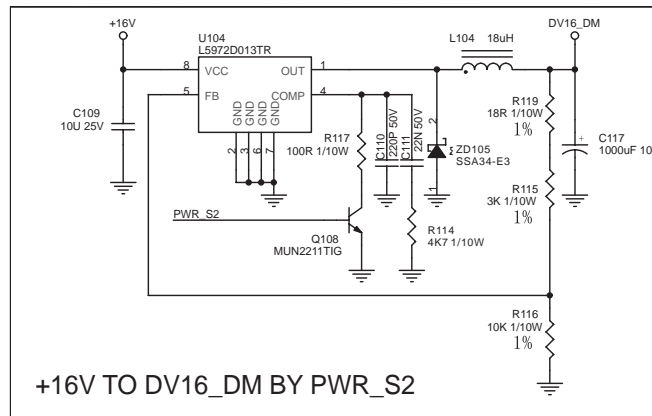 +16V
U104
L5972D013TR
L104 18uH
DV16_DM
8 VCC OUT 1
5 FB COMP 4
GND GND GND GND
2 3 6 7
C109
10U 25V
R117
100R 1/10W
C110
220P 50V
C111
22N 50V
2
ZD105
SSA34-E3
1
R119
18R 1/10W
1%
+
C117
1000uF 10
R115
3K 1/10W
1%
PWR_S2
Q108
MUN2211TIG
R114
4K7 1/10W
R116
10K 1/10W
1%
+16V TO DV16_DM BY PWR_S2